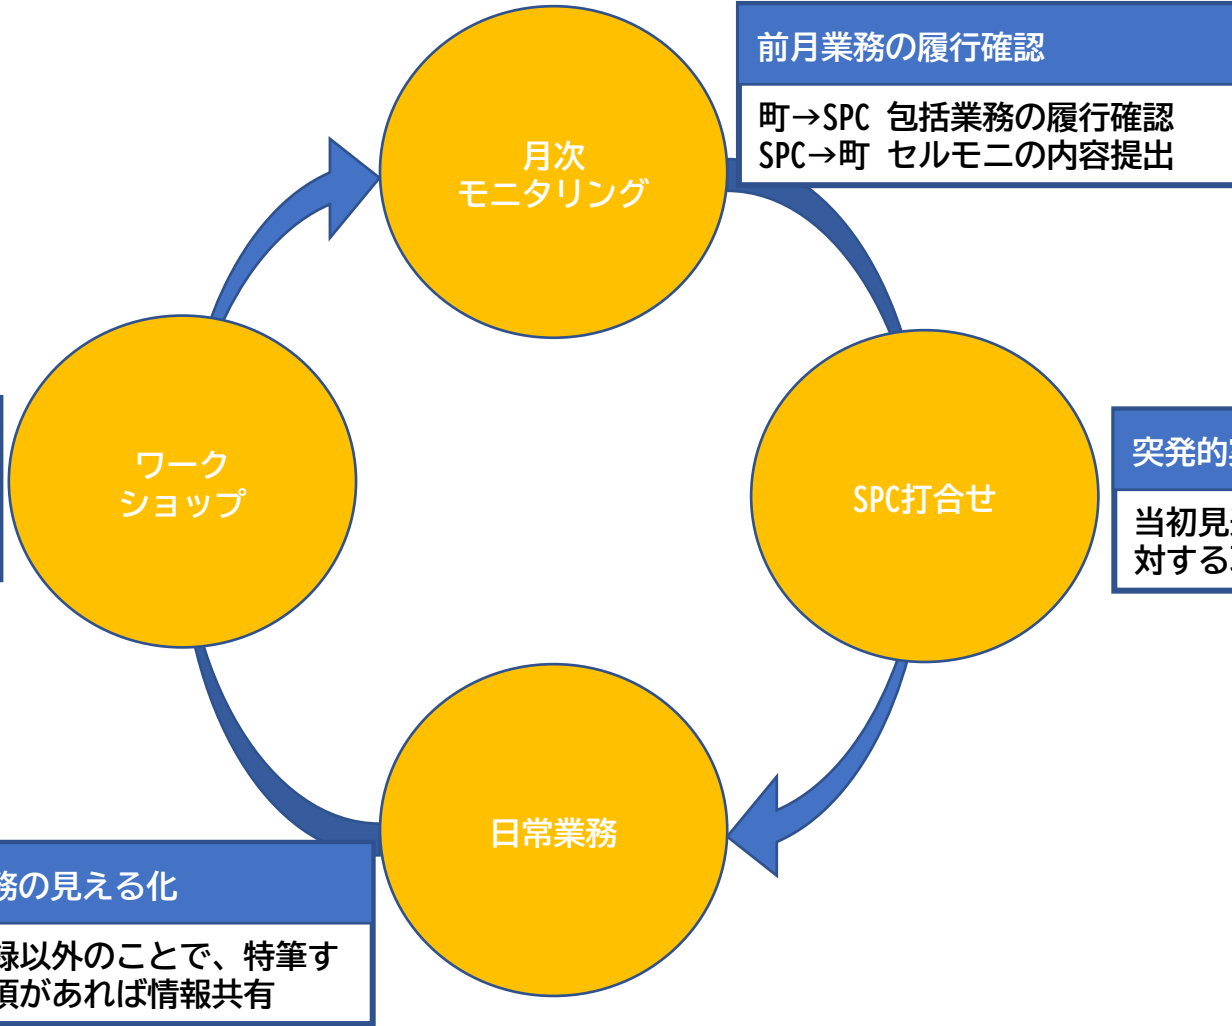 前月業務の履行確認
町→SPC 包括業務の履行確認
SPC→町 セルモニの内容提出
月次
モニタリング
ワーク
ショップ
SPC打合せ
突発的
当初見
対する
日常業務
務の見える化
録以外のことで、特筆す
項があれば情報共有